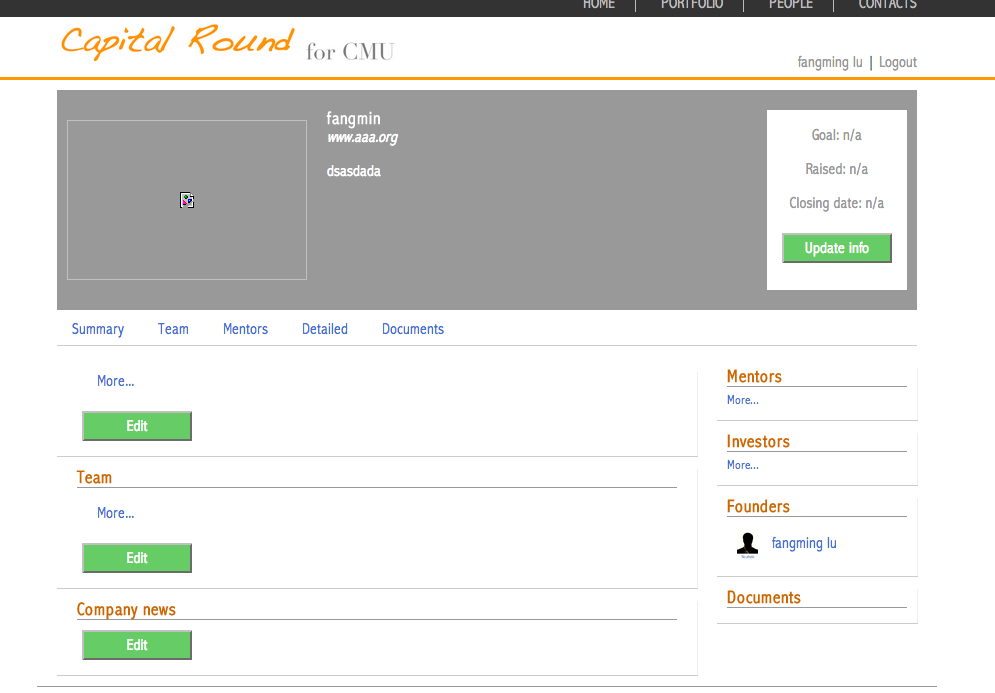 HOME | PORTFOLIO | PEOPLE | CONTACTS
Capital Round for CMU
fangming lu | Logout
fangmin
www.aaa.org
dsasdada
Goal: n/a
Raised: n/a
Closing date: n/a
Update info
Summary Team Mentors Detailed Documents
More...
Edit
Team
More...
Edit
Company news
Edit
Mentors
More...
Investors
More...
Founders
fangming lu
Documents